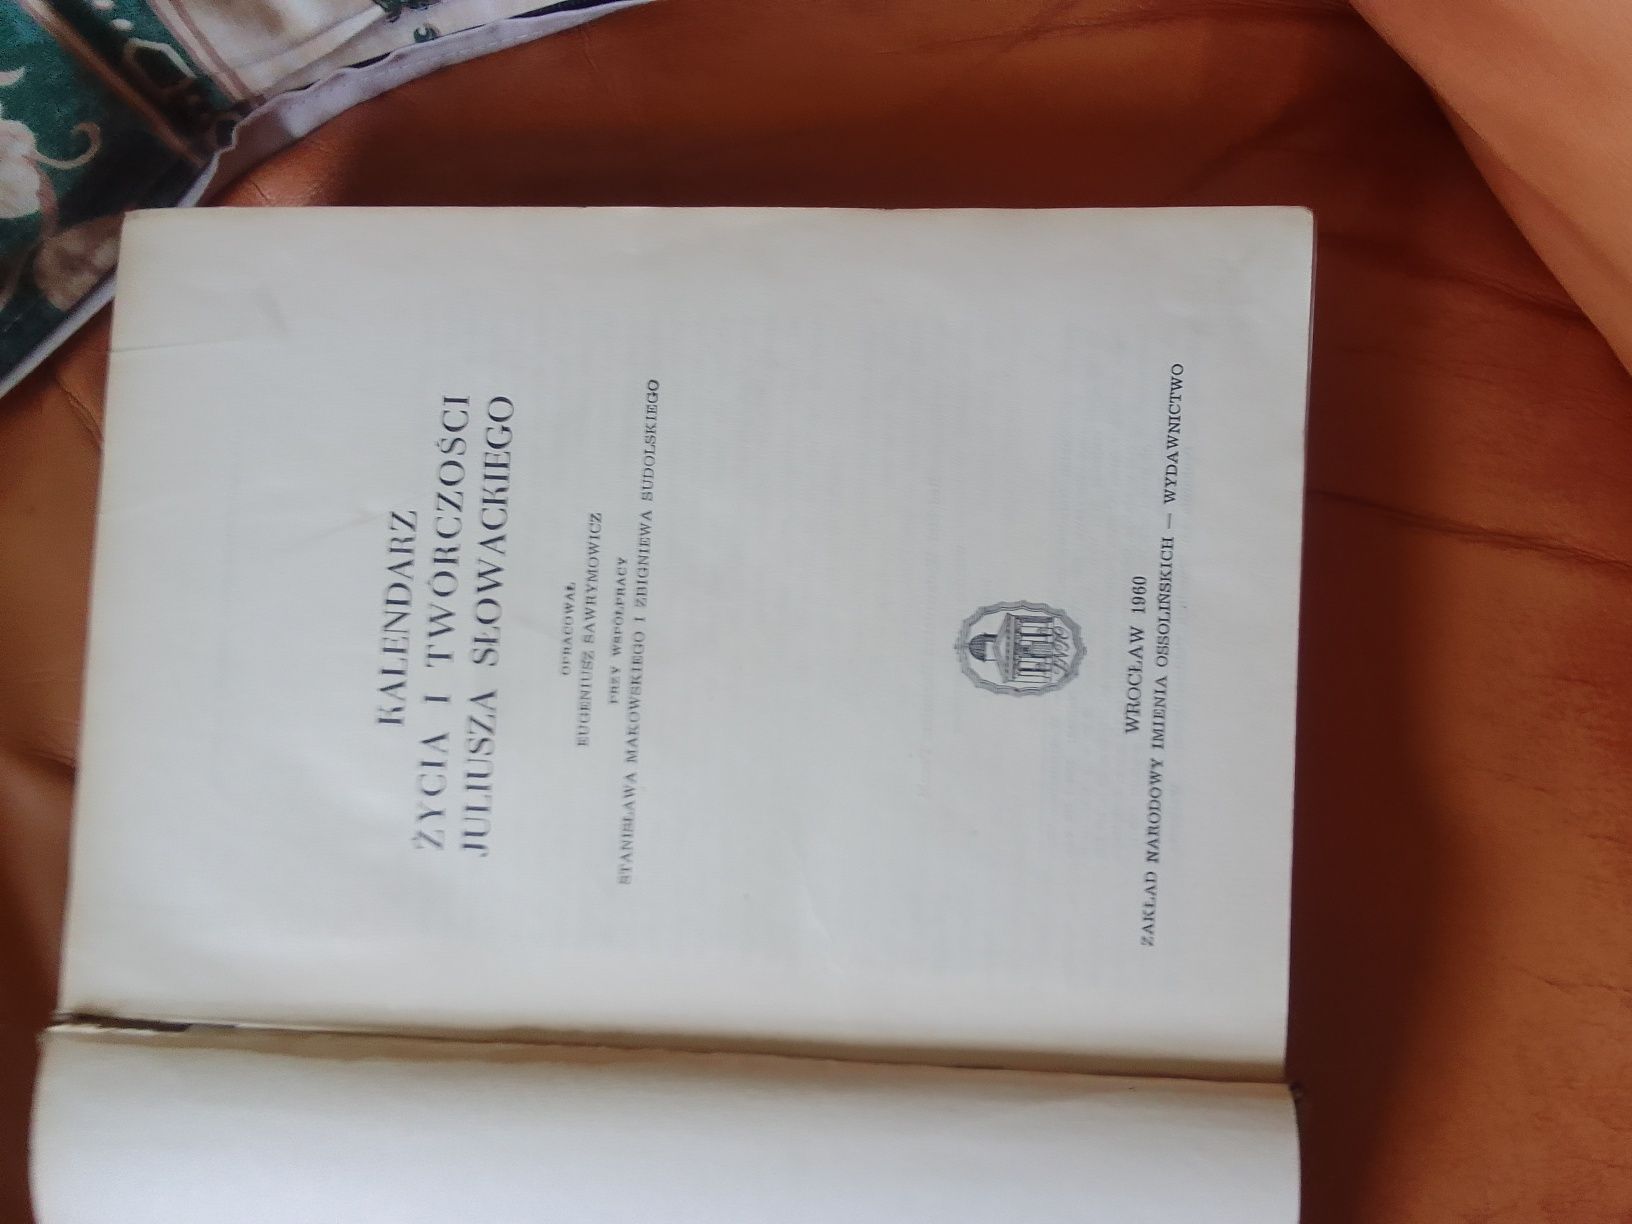 KALENDARZ
ŻYCIA I TWÓRCZOŚCI
JULIUSZA SŁOWACKIEGO
OPRACOWAŁ
EUGENIUSZ SAWRYMOWICZ
PRZY WSPÓŁPRACY
STANISŁAWA MAKOWSKIEGO I ZBIGNIEWA SUDOLSKIEGO
WROCŁAW 1960
ZAKŁAD NARODOWY IMIENIA OSSOLIŃSKICH — WYDAWNICTWO